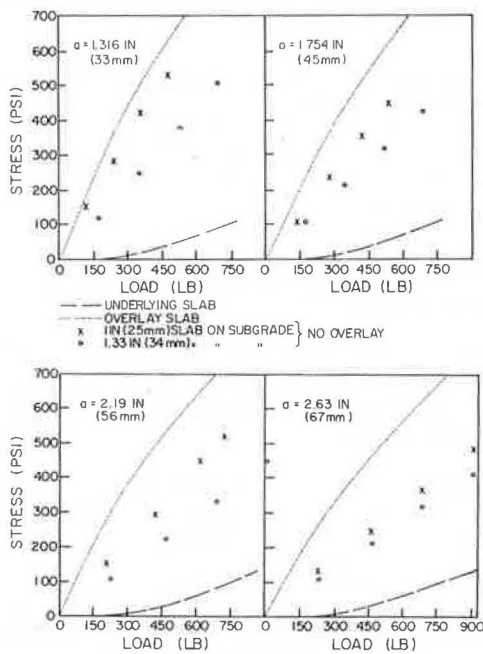 700
600
500
400
300
200
100
0
STRESS (PSI)
a = 1.316 IN
(33mm)
0 150 300 450 600 750
LOAD (LB)
a = 1.754 IN
(45mm)
0 150 300 450 600 750
LOAD (LB)
UNDERLYING SLAB
OVERLAY SLAB
x 1 IN (25mm) SLAB ON SUBGRADE } NO OVERLAY
1.33 IN (34mm) " " "
700
600
500
400
300
200
100
0
STRESS (PSI)
a = 2.19 IN
(56mm)
0 150 300 450 600 750
LOAD (LB)
a = 2.63 IN
(67mm)
0 150 300 450 600 750 900
LOAD (LB)